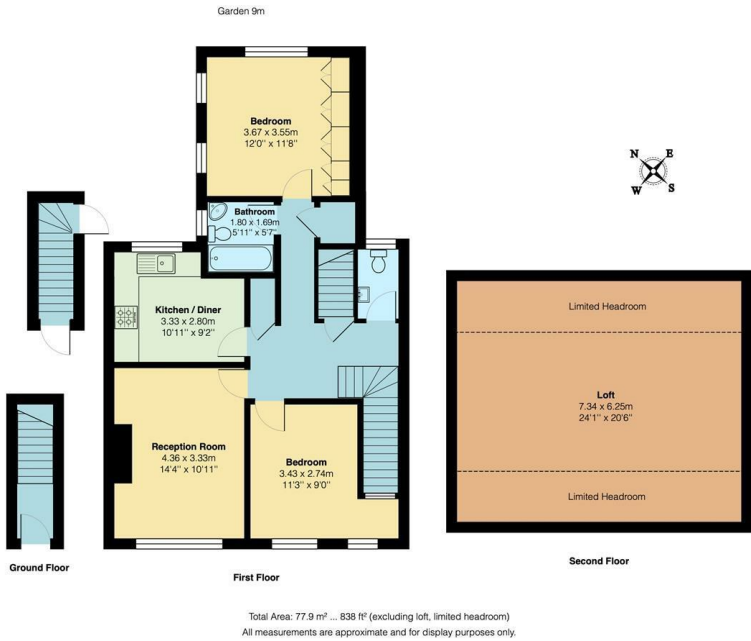 Garden 9m
Bedroom
3.67 x 3.55m
12'0'' x 11'8''
N E
W S
Bathroom
1.80 x 1.69m
5'11'' x 5'7''
Kitchen / Diner
3.33 x 2.80m
10'11'' x 9'2''
Limited Headroom
Loft
7.34 x 6.25m
24'1'' x 20'6''
Limited Headroom
Reception Room
4.36 x 3.33m
14'4'' x 10'11''
Bedroom
3.43 x 2.74m
11'3'' x 9'0''
Ground Floor
First Floor
Second Floor
Total Area: 77.9 m² ... 838 ft² (excluding loft, limited headroom)
All measurements are approximate and for display purposes only.